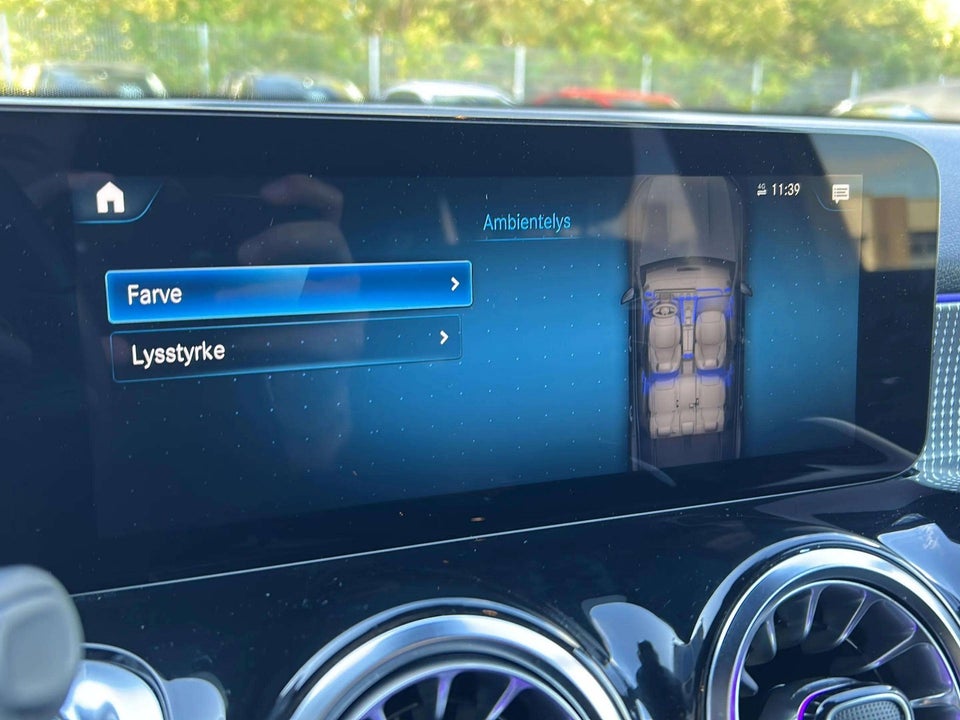 4G 11:39
Ambientelys
Farve
Lysstyrke